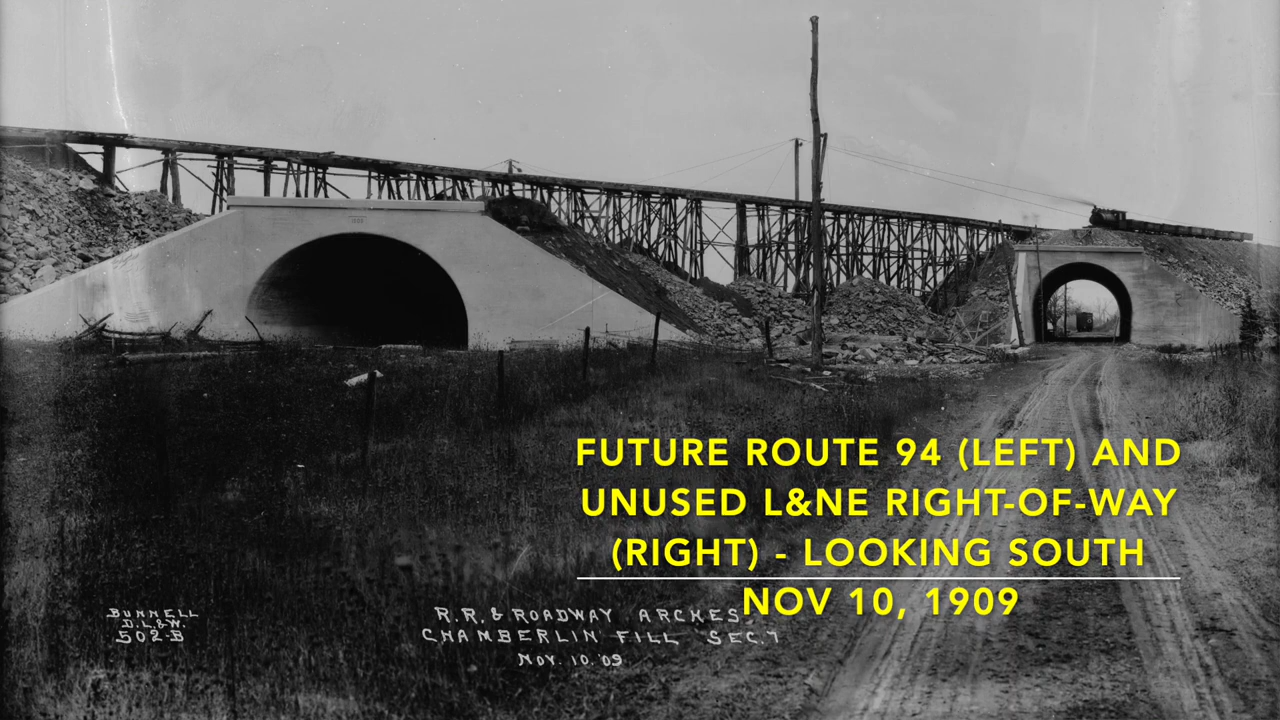 FUTURE ROUTE 94 (LEFT) AND
UNUSED L&NE RIGHT-OF-WAY
(RIGHT) - LOOKING SOUTH
NOV 10, 1909
BUNNELL
D.L.&W.
502-B
R.R. & ROADWAY ARCHES.
CHAMBERLIN FILL SEC. 7
NOV. 10. '09